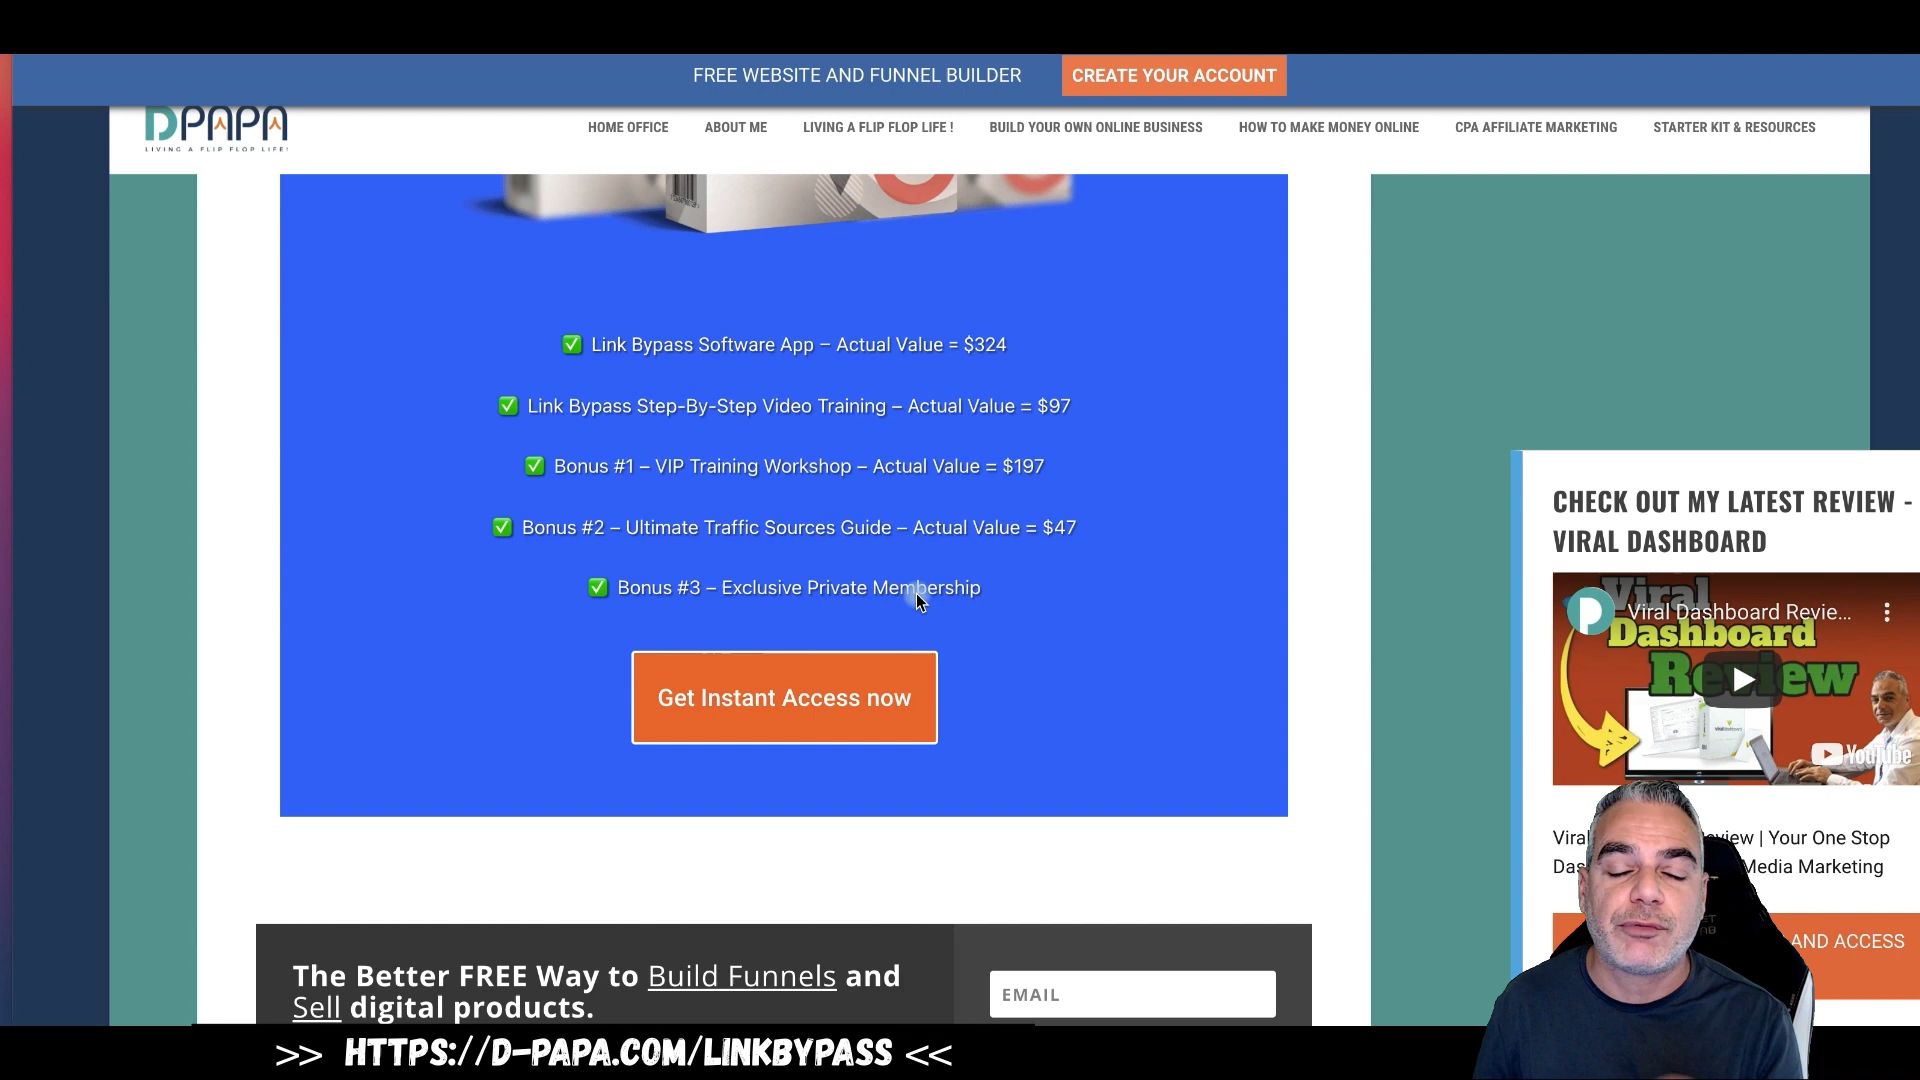 FREE WEBSITE AND FUNNEL BUILDER
CREATE YOUR ACCOUNT
DPAPA
LIVING A FLIP FLOP LIFE!
HOME OFFICE
ABOUT ME
LIVING A FLIP FLOP LIFE !
BUILD YOUR OWN ONLINE BUSINESS
HOW TO MAKE MONEY ONLINE
CPA AFFILIATE MARKETING
STARTER KIT & RESOURCES
✅ Link Bypass Software App – Actual Value = $324
✅ Link Bypass Step-By-Step Video Training – Actual Value = $97
✅ Bonus #1 – VIP Training Workshop – Actual Value = $197
✅ Bonus #2 – Ultimate Traffic Sources Guide – Actual Value = $47
✅ Bonus #3 – Exclusive Private Membership
Get Instant Access now
CHECK OUT MY LATEST REVIEW -
VIRAL DASHBOARD
Viral
Viral Dashboard Revie...
Dashboard
Review
YouTube
Viral
view | Your One Stop
Media Marketing
AND ACCESS
The Better FREE Way to Build Funnels and
Sell digital products.
EMAIL
>> HTTPS://D-PAPA.COM/LINKBYPASS <<